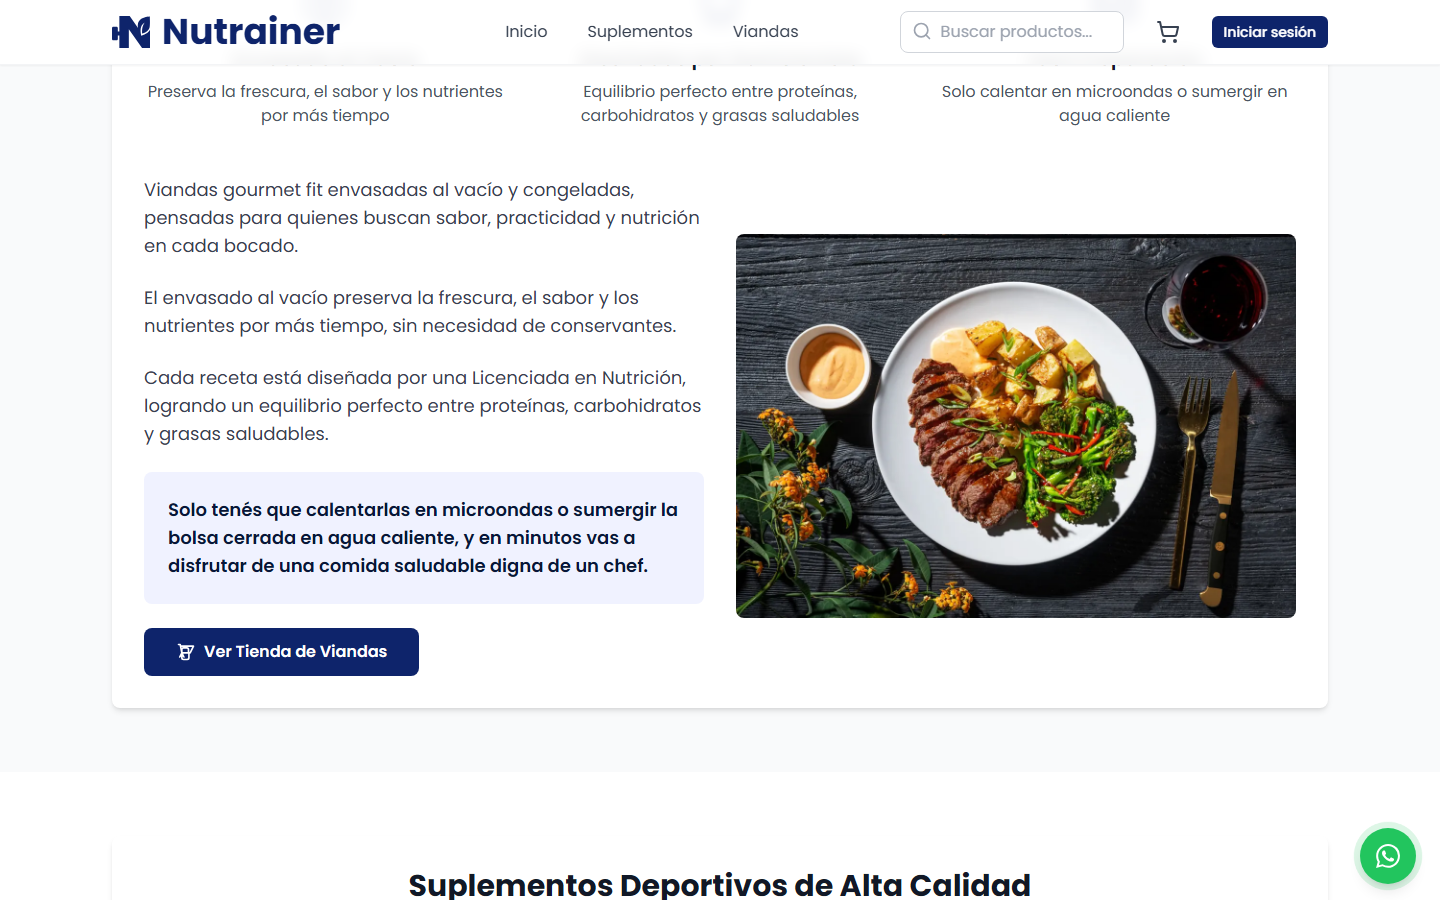 Nutrainer
Inicio
Suplementos
Viandas
Buscar productos...
Iniciar sesión
Preserva la frescura, el sabor y los nutrientes
por más tiempo
Equilibrio perfecto entre proteínas,
carbohidratos y grasas saludables
Solo calentar en microondas o sumergir en
agua caliente
Viandas gourmet fit envasadas al vacío y congeladas,
pensadas para quienes buscan sabor, practicidad y nutrición
en cada bocado.
El envasado al vacío preserva la frescura, el sabor y los
nutrientes por más tiempo, sin necesidad de conservantes.
Cada receta está diseñada por una Licenciada en Nutrición,
logrando un equilibrio perfecto entre proteínas, carbohidratos
y grasas saludables.
Solo tenés que calentarlas en microondas o sumergir la
bolsa cerrada en agua caliente, y en minutos vas a
disfrutar de una comida saludable digna de un chef.
Ver Tienda de Viandas
Suplementos Deportivos de Alta Calidad